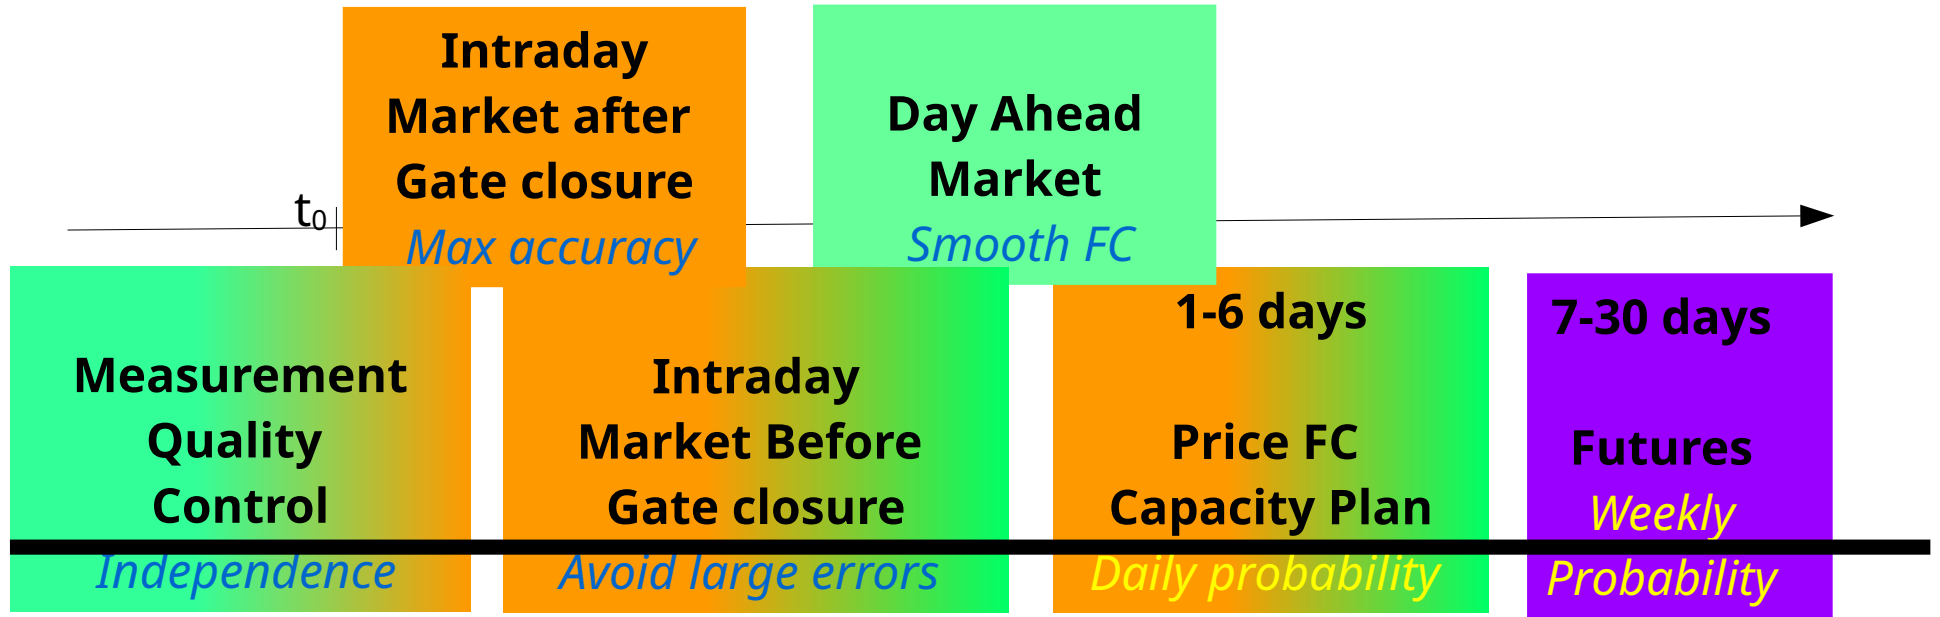 Intraday
Market after
Gate closure
Max accuracy
Day Ahead
Market
Smooth FC
t₀
Measurement
Quality
Control
Independence
Intraday
Market Before
Gate closure
Avoid large errors
1-6 days
Price FC
Capacity Plan
Daily probability
7-30 days
Futures
Weekly
Probability